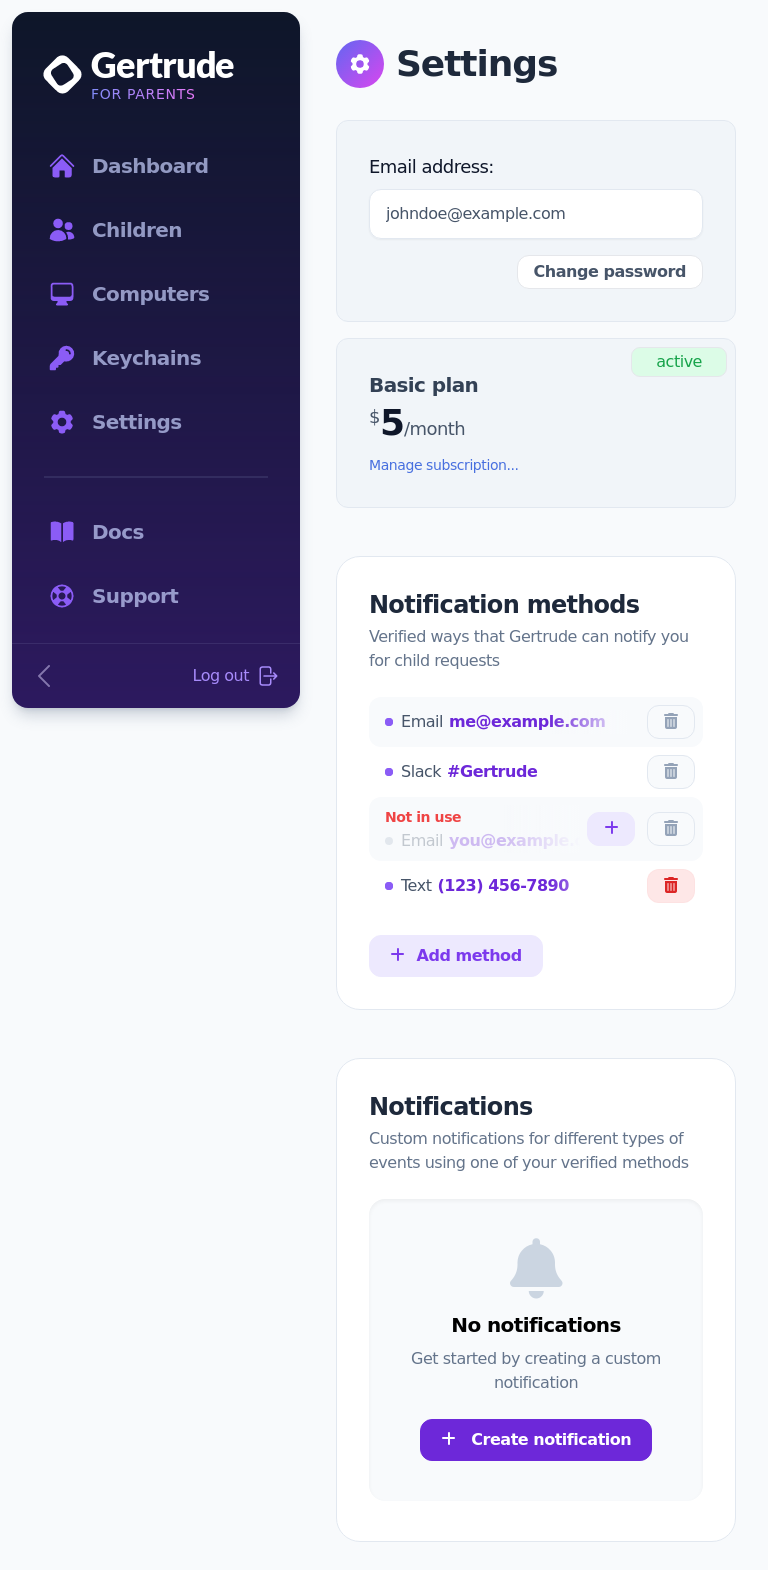 Gertrude
FOR PARENTS
Dashboard
Children
Computers
Keychains
Settings
Docs
Support
Log out
Settings
Email address:
johndoe@example.com
Change password
active
Basic plan
$5/month
Manage subscription...
Notification methods
Verified ways that Gertrude can notify you
for child requests
Email me@example.com
Slack #Gertrude
Not in use
Email you@example.
Text (123) 456-7890
+ Add method
Notifications
Custom notifications for different types of
events using one of your verified methods
No notifications
Get started by creating a custom
notification
+ Create notification